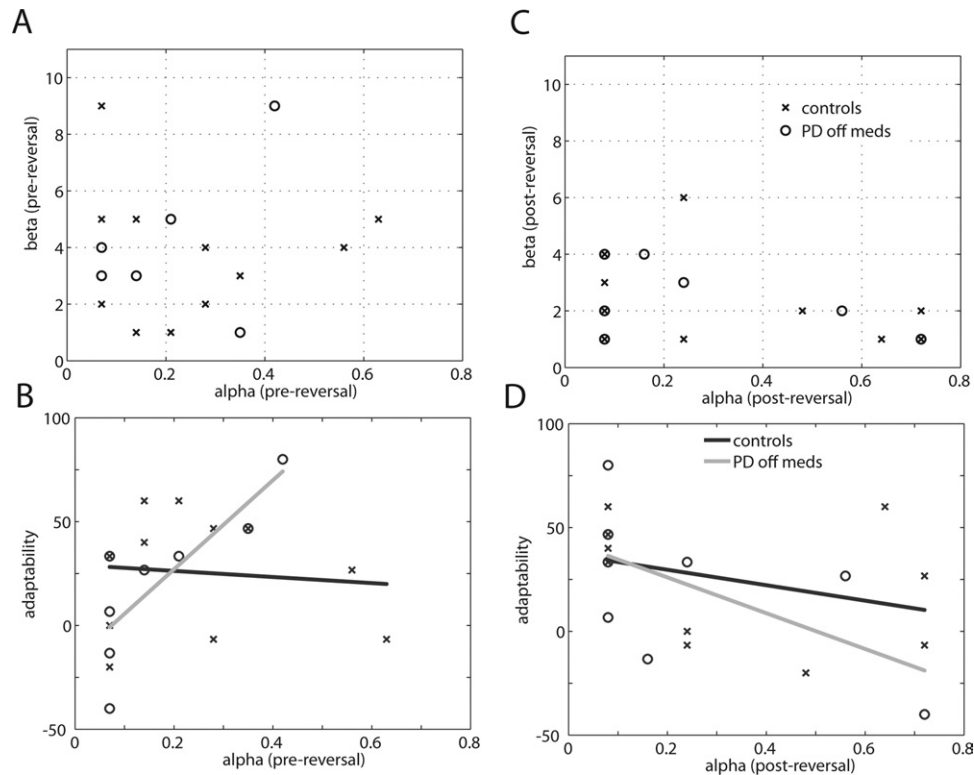 A
10
8
6
4
2
0
beta (pre-reversal)
0 0.2 0.4 0.6 0.8
alpha (pre-reversal)
C
10
8
6
4
2
0
beta (post-reversal)
controls
PD off meds
0 0.2 0.4 0.6 0.8
alpha (post-reversal)
B
100
50
0
-50
adaptability
0 0.2 0.4 0.6 0.8
alpha (pre-reversal)
D
100
50
0
-50
adaptability
controls
PD off meds
0 0.2 0.4 0.6 0.8
alpha (post-reversal)